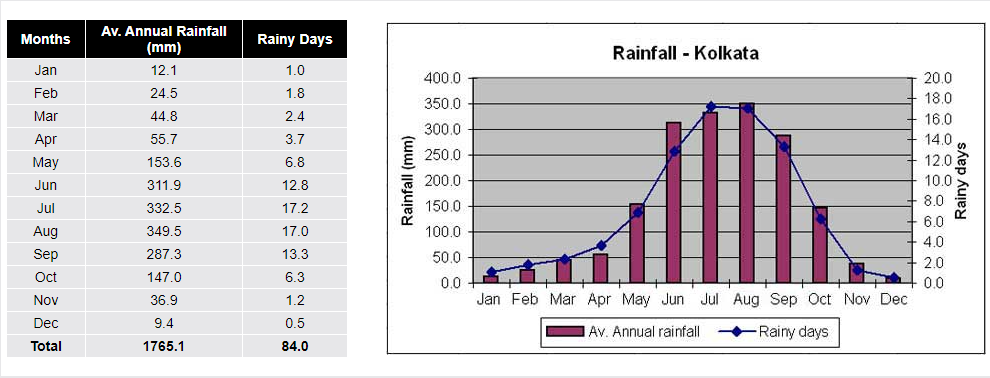 Months Av. Annual Rainfall (mm) Rainy Days
Jan 12.1 1.0
Feb 24.5 1.8
Mar 44.8 2.4
Apr 55.7 3.7
May 153.6 6.8
Jun 311.9 12.8
Jul 332.5 17.2
Aug 349.5 17.0
Sep 287.3 13.3
Oct 147.0 6.3
Nov 36.9 1.2
Dec 9.4 0.5
Total 1765.1 84.0
Rainfall - Kolkata
Rainfall (mm)
400.0
350.0
300.0
250.0
200.0
150.0
100.0
50.0
0.0
20.0
18.0
16.0
14.0
12.0
10.0
8.0
6.0
4.0
2.0
0.0
Rainy days
Jan Feb Mar Apr May Jun Jul Aug Sep Oct Nov Dec
Av. Annual rainfall Rainy days